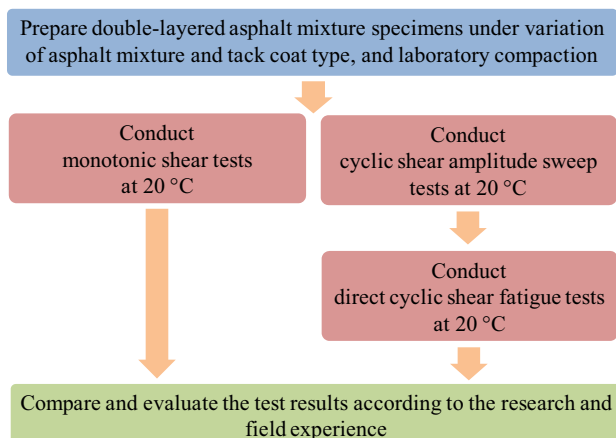 Prepare double-layered asphalt mixture specimens under variation
of asphalt mixture and tack coat type, and laboratory compaction
Conduct
monotonic shear tests
at 20 °C
Conduct
cyclic shear amplitude sweep
tests at 20 °C
Conduct
direct cyclic shear fatigue tests
at 20 °C
Compare and evaluate the test results according to the research and
field experience